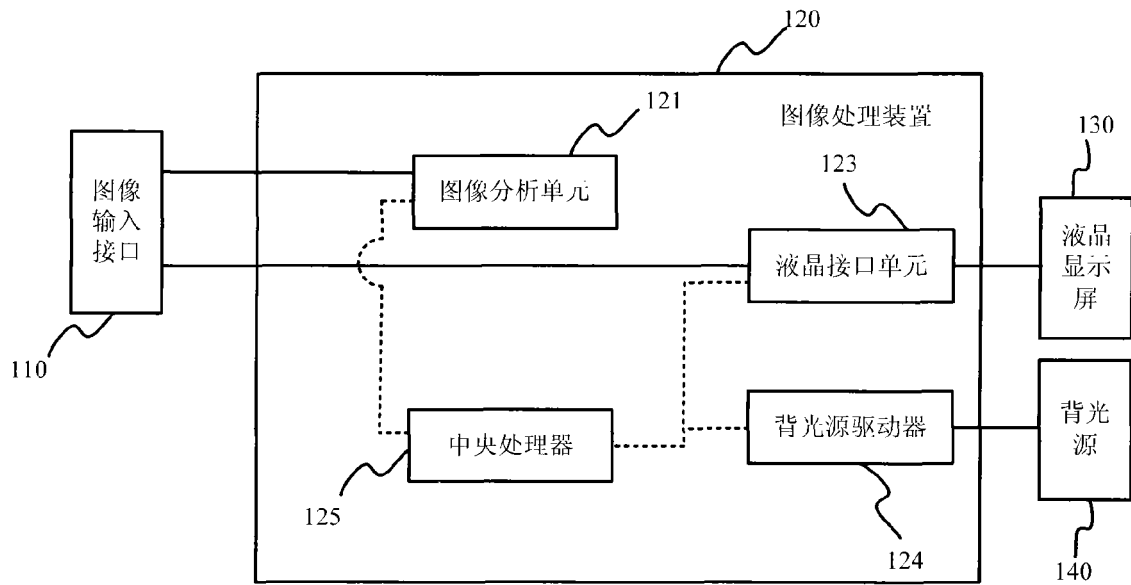 120
121
图像处理装置
130
图像
输入
接口
图像分析单元
123
液晶接口单元
液晶
显示
屏
110
中央处理器
背光源驱动器
背光
源
125
124
140